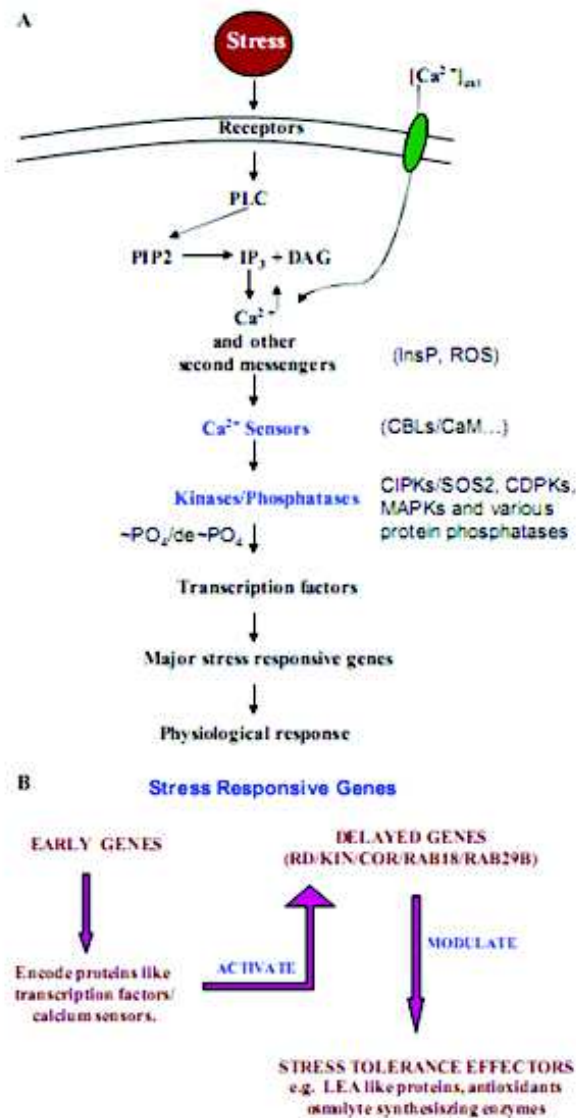 A
Stress
[Ca²⁺]ext
Receptors
PLC
PIP2
IP₃ + DAG
Ca²⁺
and other
second messengers
(InsP, ROS)
Ca²⁺ Sensors
(CBLs/CaM...)
Kinases/Phosphatases
CIPKs/SOS2, CDPKs,
MAPKs and various
protein phosphatases
~PO₄/de~PO₄
Transcription factors
Major stress responsive genes
Physiological response
B
Stress Responsive Genes
EARLY GENES
DELAYED GENES
(RD/KIN/COR/RAB18/RAB29B)
ACTIVATE
MODULATE
Encode proteins like
transcription factors/
calcium sensors.
STRESS TOLERANCE EFFECTORS
e.g. LEA like proteins, antioxidants
osmolyte synthesiszing enzymes